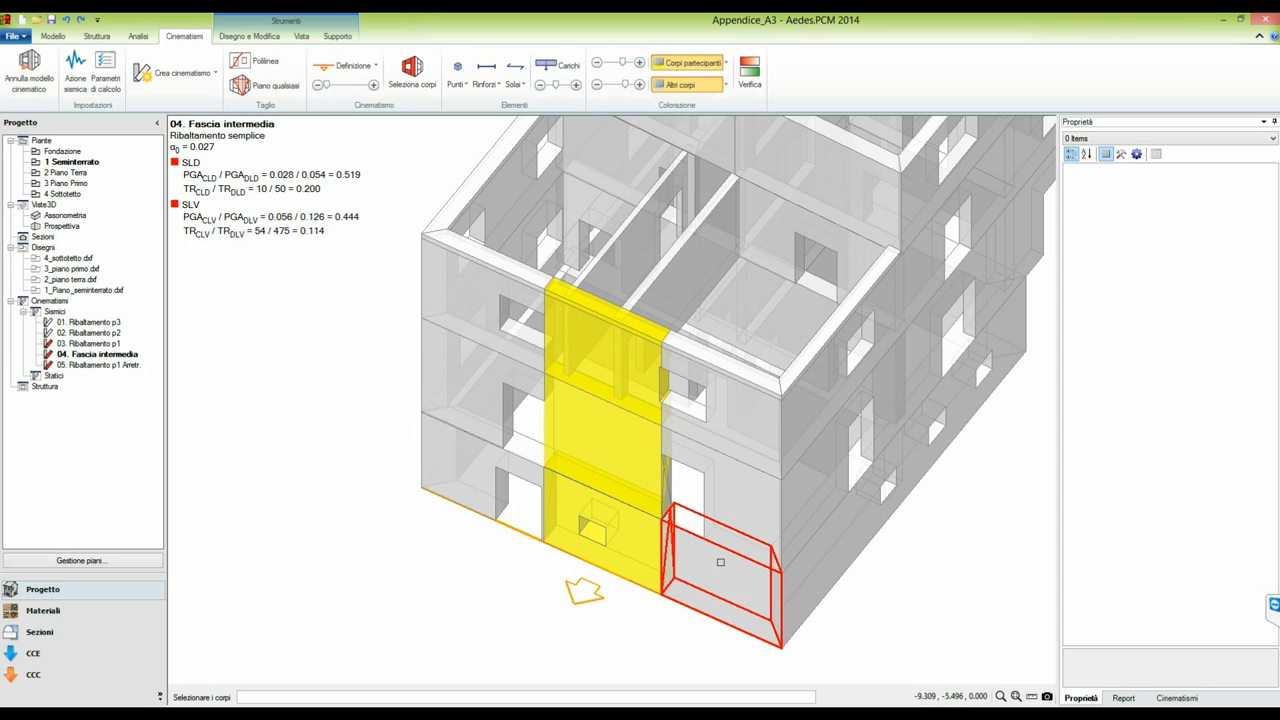 Strumenti
Appendice_A3 - Aedes.PCM 2014
File
Modello
Struttura
Analisi
Cinematismi
Disegno e Modifica
Vista
Supporto
Annulla modello cinematico
Azione sismica
Parametri di calcolo
Impostazioni
Crea cinematismo
Polilinea
Piano qualsiasi
Taglio
Definizione
Seleziona corpi
Cinematismo
Punti
Rinforzi
Solai
Carichi
Elementi
Corpi partecipanti
Altri corpi
Colorazione
Verifica
Progetto
Piante
Fondazione
1 Seminterrato
2 Piano Terra
3 Piano Primo
4 Sottotetto
Viste3D
Assonometria
Prospettiva
Sezioni
Disegni
4_sottotetto.dxf
3_piano primo.dxf
2_piano terra.dxf
1_Piano_seminterrato.dxf
Cinematismi
Sismici
01. Ribaltamento p3
02. Ribaltamento p2
03. Ribaltamento p1
04. Fascia intermedia
05. Ribaltamento p1 Arretr.
Statici
Struttura
Gestione piani...
Progetto
Materiali
Sezioni
CCE
CCC
04. Fascia intermedia
Ribaltamento semplice
α0 = 0.027
SLD
PGACLD / PGADLD = 0.028 / 0.054 = 0.519
TRCLD / TRDLD = 10 / 50 = 0.200
SLV
PGACLV / PGADLV = 0.056 / 0.126 = 0.444
TRCLV / TRDLV = 54 / 475 = 0.114
Proprietà
0 Items
Selezionare i corpi
-9.309 , -5.496, 0.000
Proprietà
Report
Cinematismi